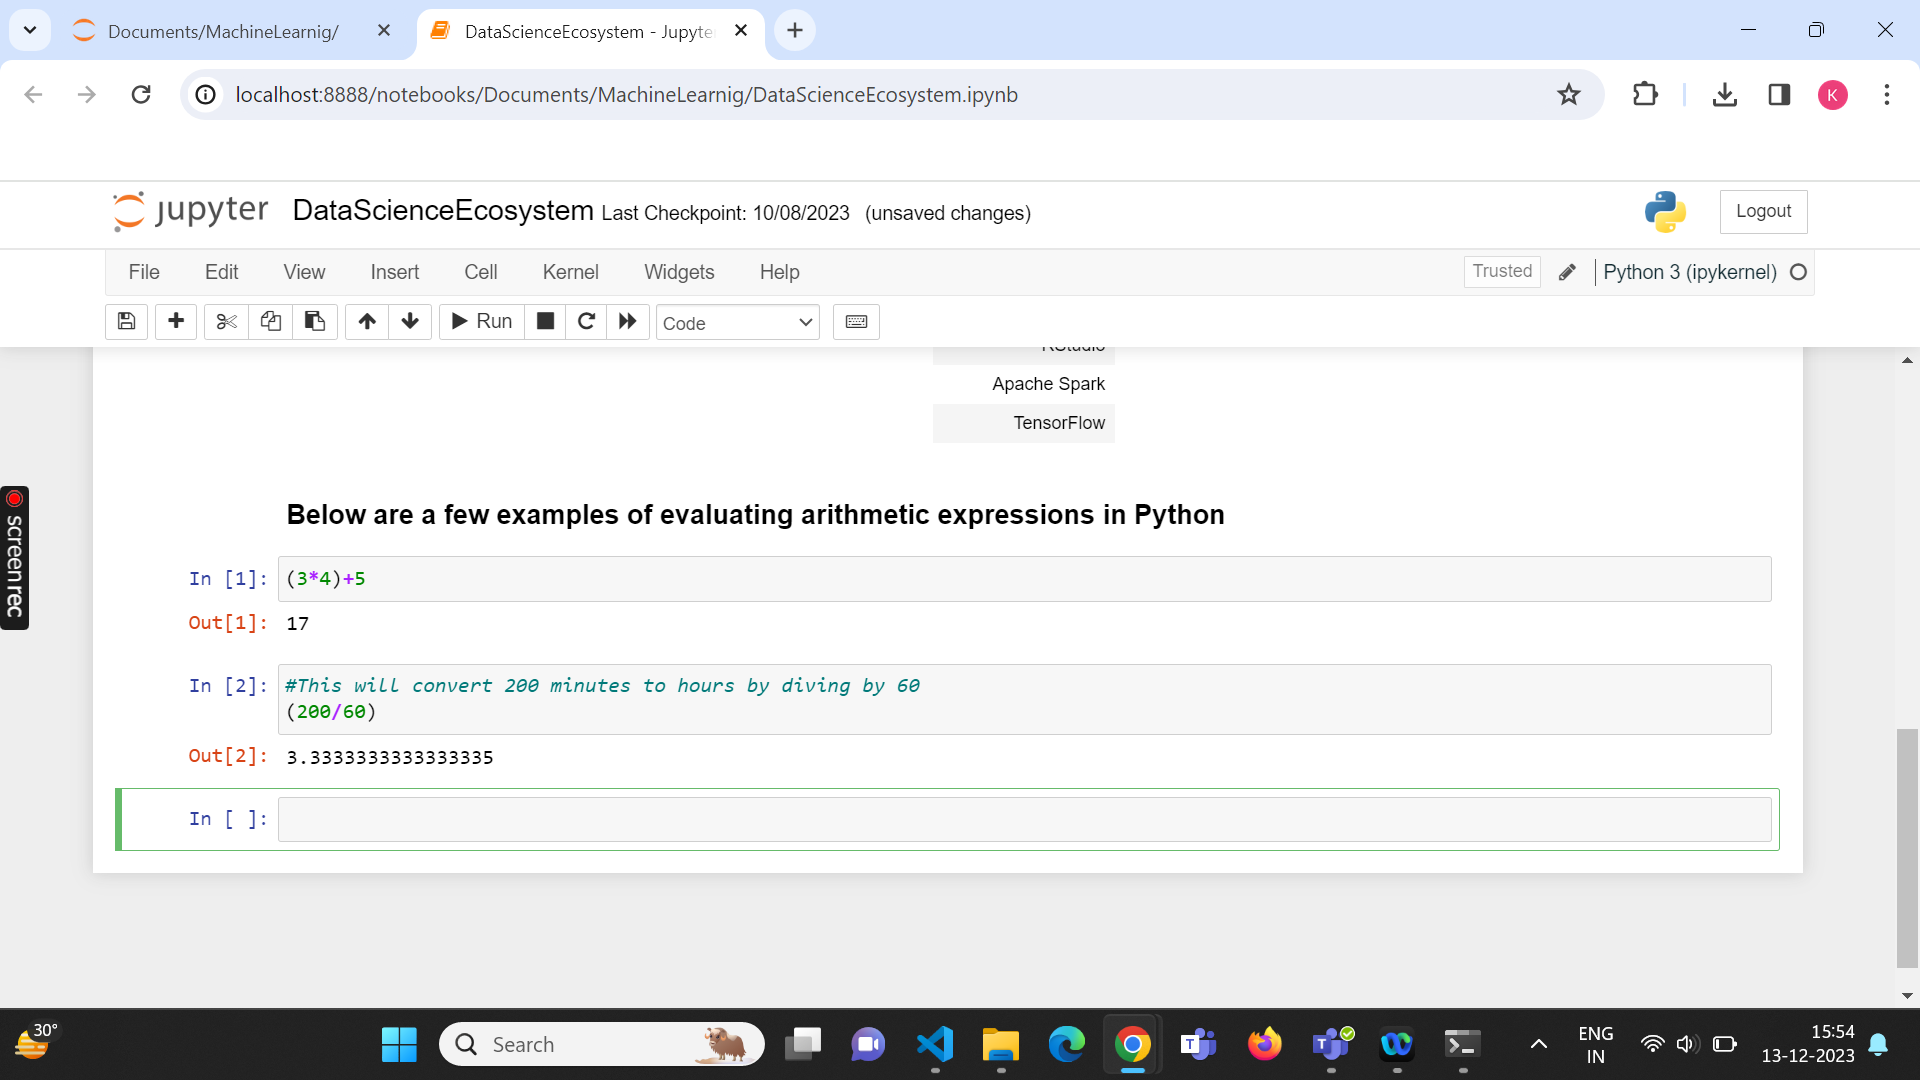 Documents/MachineLearnig/
DataScienceEcosystem - Jupyte
localhost:8888/notebooks/Documents/MachineLearnig/DataScienceEcosystem.ipynb
K
jupyter DataScienceEcosystem Last Checkpoint: 10/08/2023 (unsaved changes)
Logout
File Edit View Insert Cell Kernel Widgets Help
Trusted
Python 3 (ipykernel)
Run
Code
RStudio
Apache Spark
TensorFlow
screenrec
Below are a few examples of evaluating arithmetic expressions in Python
In [1]: (3*4)+5
Out[1]: 17
In [2]: #This will convert 200 minutes to hours by diving by 60
(200/60)
Out[2]: 3.3333333333333335
In [ ]:
30°
Search
ENG
IN
15:54
13-12-2023